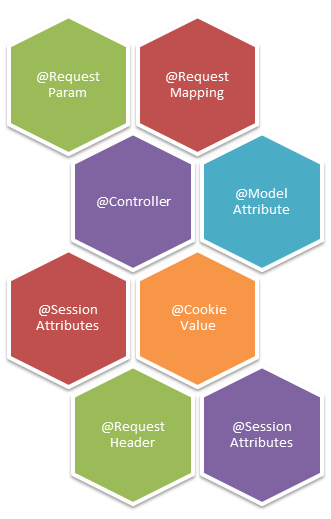 @Request
Param
@Request
Mapping
@Controller
@Model
Attribute
@Session
Attributes
@Cookie
Value
@Request
Header
@Session
Attributes